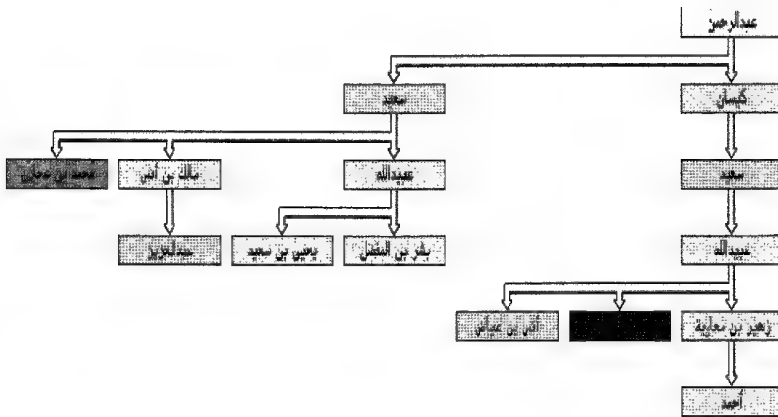 عبدالرحمن
سعيد
كيسان
محمد بن عجلان
مالك بن أنس
عبيدالله
سعيد
عبدالعزيز
يحيى بن سعيد
بشر بن المفضل
عبيدالله
أنس بن عياض
زهير بن معاوية
أحمد